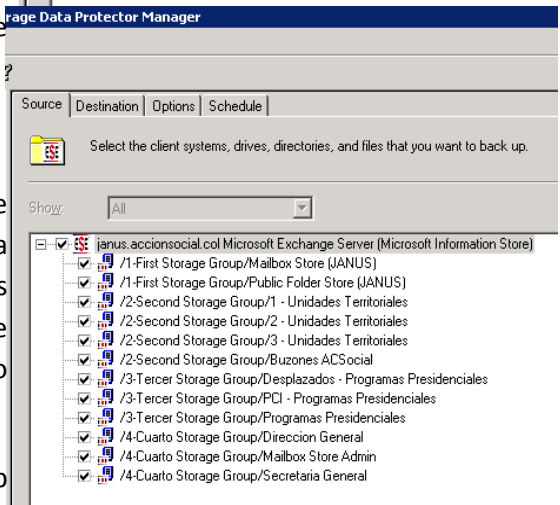 rage Data Protector Manager
?
Source Destination Options Schedule
Select the client systems, drives, directories, and files that you want to back up.
Show: All
janus.accionsocial.col Microsoft Exchange Server (Microsoft Information Store)
/1-First Storage Group/Mailbox Store (JANUS)
/1-First Storage Group/Public Folder Store (JANUS)
/2-Second Storage Group/1 - Unidades Territoriales
/2-Second Storage Group/2 - Unidades Territoriales
/2-Second Storage Group/3 - Unidades Territoriales
/2-Second Storage Group/Buzones ACSocial
/3-Tercer Storage Group/Desplazados - Programas Presidenciales
/3-Tercer Storage Group/PCI - Programas Presidenciales
/3-Tercer Storage Group/Programas Presidenciales
/4-Cuarto Storage Group/Direccion General
/4-Cuarto Storage Group/Mailbox Store Admin
/4-Cuarto Storage Group/Secretaria General